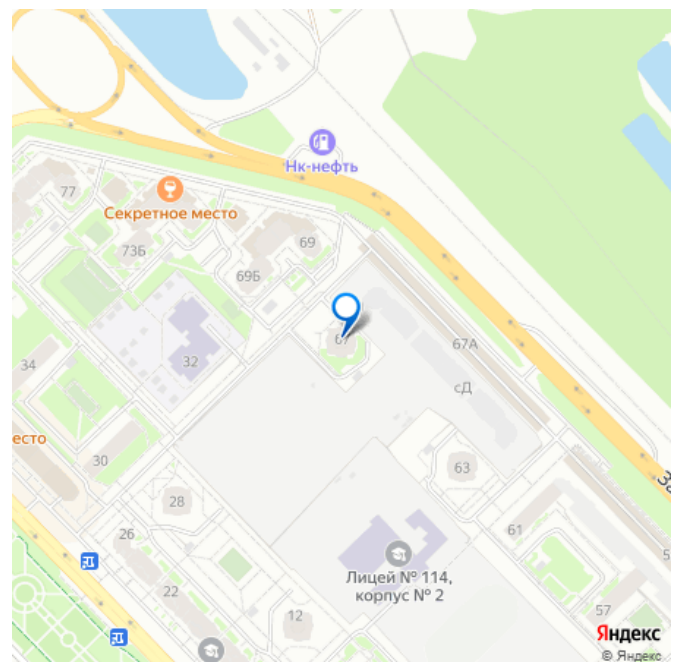 Нк-нефть
77
Секретное место
73Б
69Б
69
67
67А
32
34
сД
есто
30
63
28
61
26
Лицей № 114,
корпус № 2
22
12
57
Яндекс
© Яндекс